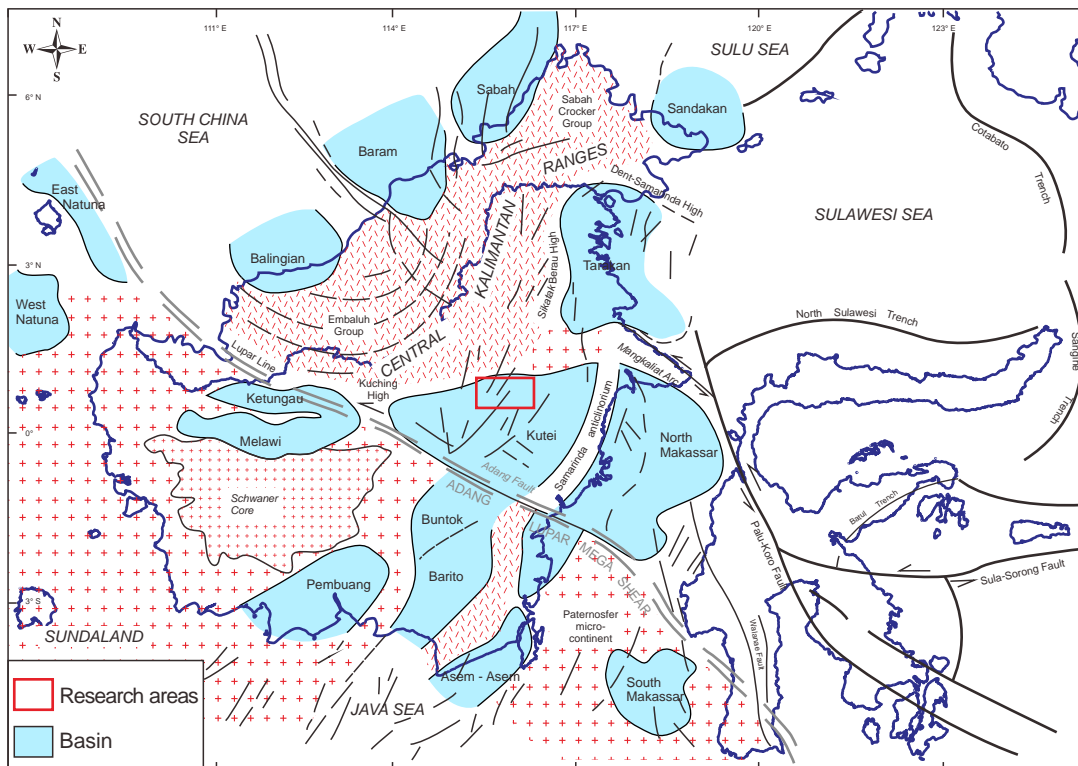 111° E
114° E
117° E
120° E
123° E
N
W E
S
SULU SEA
6° N
Sabah
Sabah
Crocker
Group
Sandakan
SOUTH CHINA
SEA
Baram
Cotabato
Trench
RANGES
Dent-Samarinda High
East
Natuna
KALIMANTAN
SULAWESI SEA
Balingian
3° N
Tarakan
Sikatak Berau High
West
Natuna
Embaluh
Group
North Sulawesi Trench
Sangine
Trench
CENTRAL
Lupar Line
Mangkaliat Arc
Kuching
High
Ketungau
0°
Melawi
Kutei
Samarinda anticlinorium
North
Makassar
Adang Fault
ADANG
Schwaner
Core
Batui Trench
Buntok
LUPAR MEGA SHEAR
Palu-Koro Fault
Barito
Pembuang
Sula-Sorong Fault
3° S
Paternosfer
micro-
continent
SUNDALAND
Walanae Fault
Asem - Asem
South
Makassar
JAVA SEA
Research areas
Basin